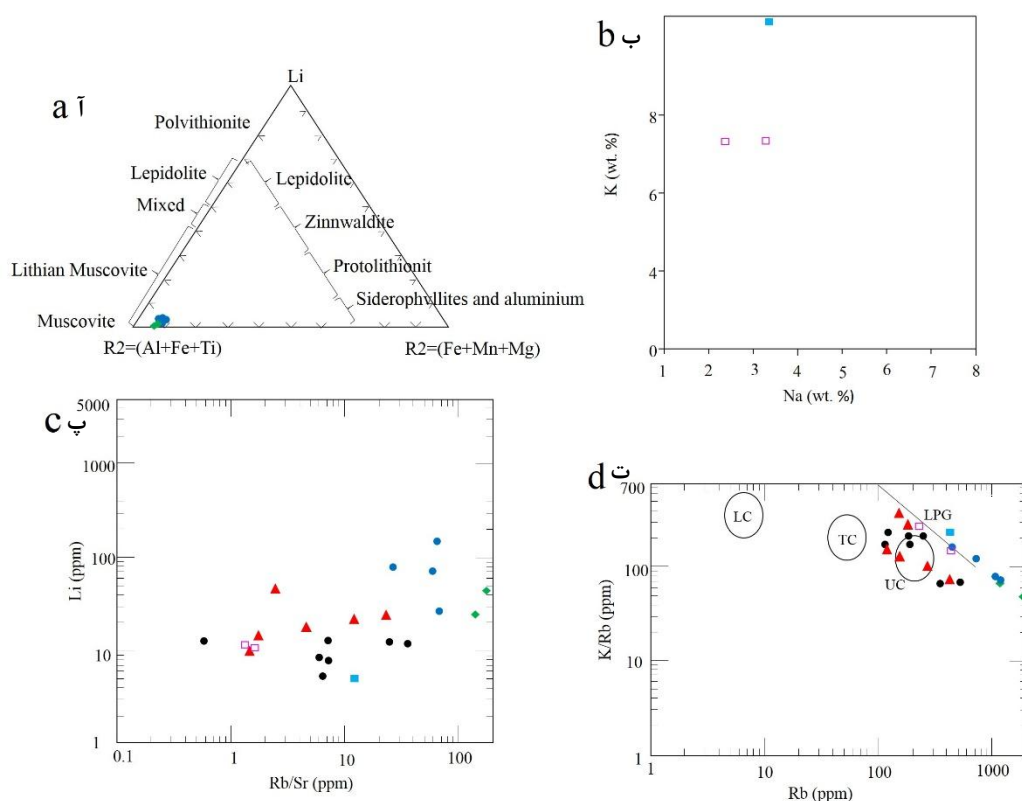 a آ
Li
Polvithionite
Lepidolite
Lepidolite
Mixed
Zinnwaldite
Lithian Muscovite
Protolithionit
Siderophyllites and aluminium
Muscovite
R2=(Al+Fe+Ti)
R2=(Fe+Mn+Mg)
b ب
8
6
4
0
K (wt. %)
1 2 3 4 5 6 7 8
Na (wt. %)
c پ
5000
1000
100
10
1
Li (ppm)
0.1 1 10 100
Rb/Sr (ppm)
d ت
700
100
10
1
K/Rb (ppm)
LC
TC
LPG
UC
1 10 100 1000
Rb (ppm)